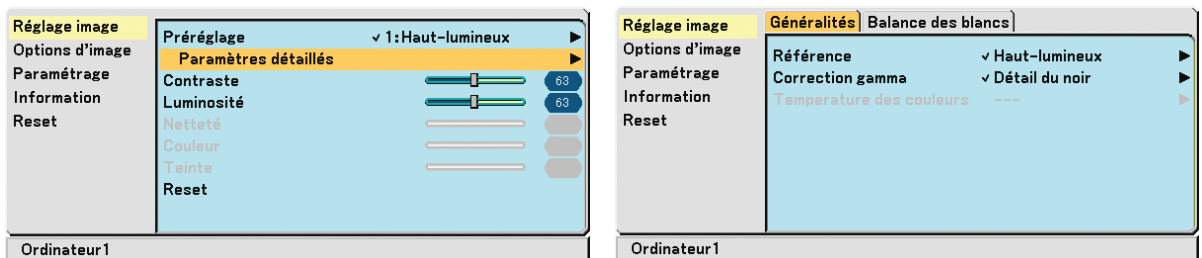 Réglage image
Options d'image
Paramétrage
Information
Reset
Préréglage ✓ 1:Haut-lumineux ▶
Paramètres détaillés ▶
Contraste 63
Luminosité 63
Netteté
Couleur
Teinte
Reset
Ordinateur1
Réglage image
Options d'image
Paramétrage
Information
Reset
Généralités Balance des blancs
Référence ✓ Haut-lumineux ▶
Correction gamma ✓ Détail du noir ▶
Temperature des couleurs --- ▶
Ordinateur1